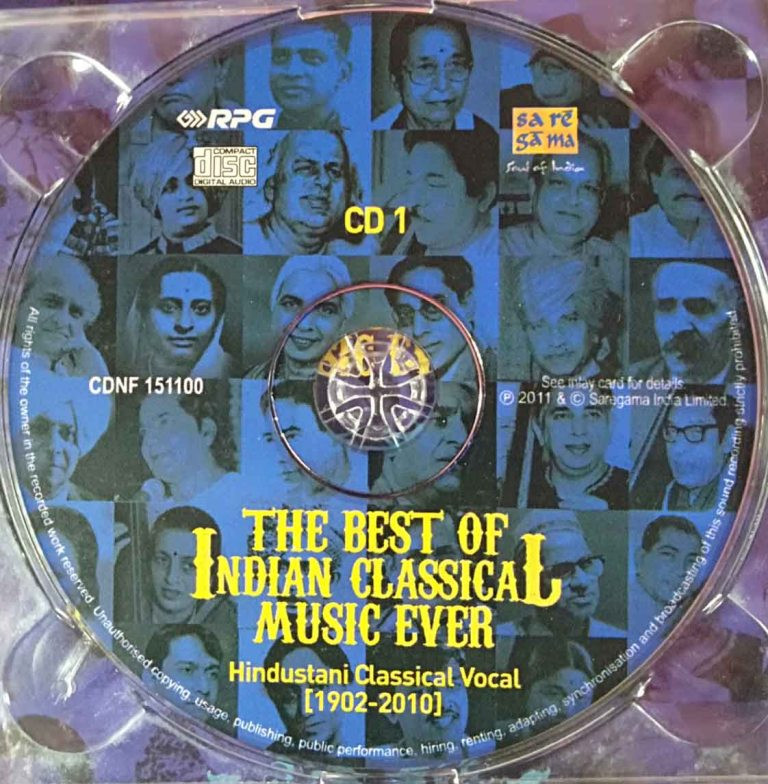 RPG
sa rē
gā ma
Soul of India
COMPACT
disc
DIGITAL AUDIO
CD 1
CDNF 151100
See inlay card for details.
℗ 2011 & © Saregama India Limited.
THE BEST OF
INDIAN CLASSICAL
MUSIC EVER
Hindustani Classical Vocal
[1902-2010]
All rights of the owner in the recorded work reserved. Unauthorised copying, usage, publishing, public performance, hiring, renting, adapting, synchronisation and broadcasting of this sound recording strictly prohibited